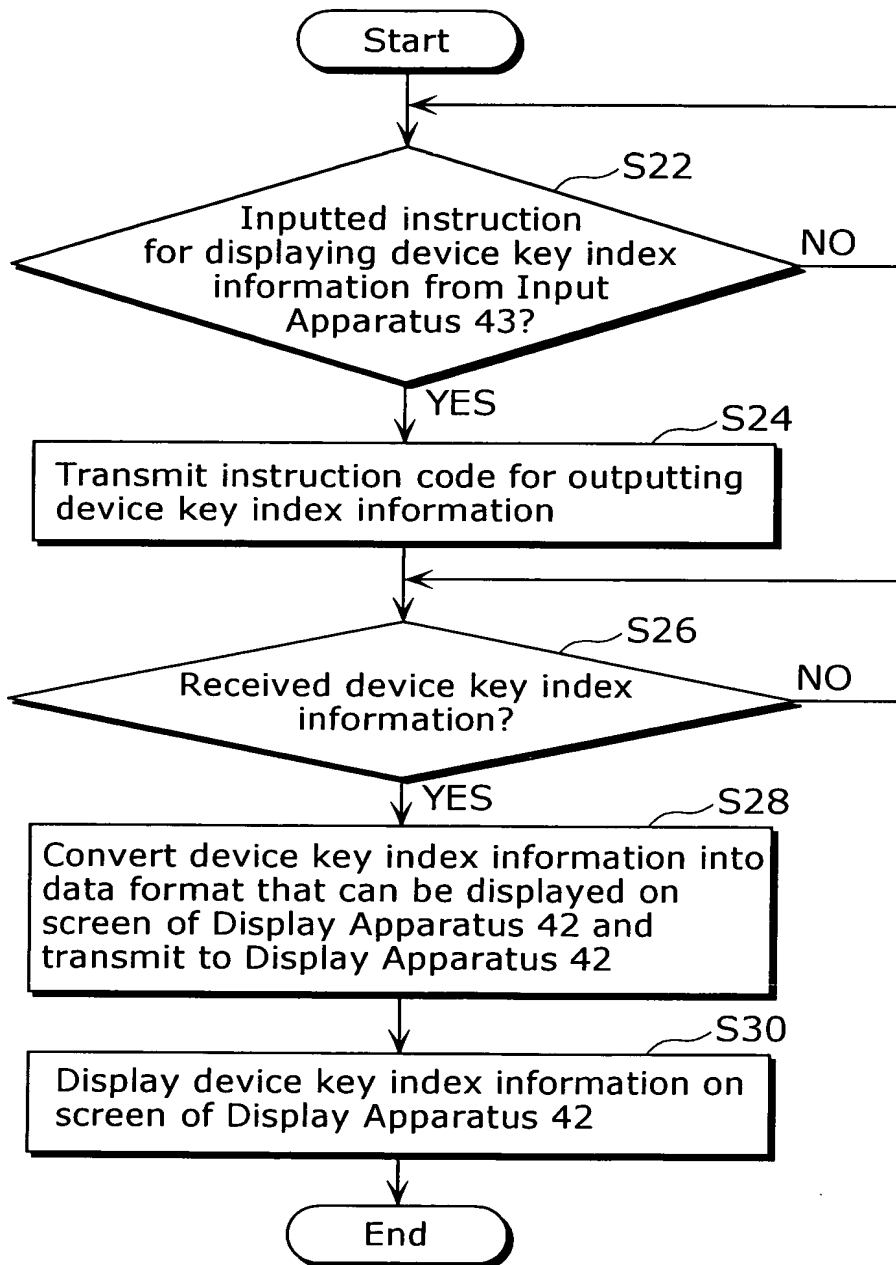 Start
S22
Inputted instruction
for displaying device key index
information from Input
Apparatus 43?
NO
YES
S24
Transmit instruction code for outputting
device key index information
S26
Received device key index
information?
NO
YES
S28
Convert device key index information into
data format that can be displayed on
screen of Display Apparatus 42 and
transmit to Display Apparatus 42
S30
Display device key index information on
screen of Display Apparatus 42
End